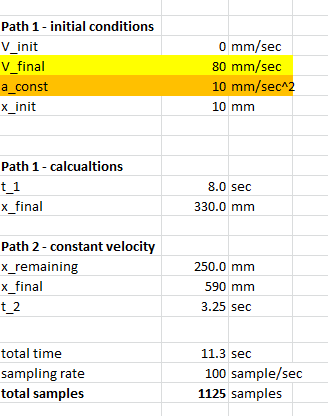 Path 1 - initial conditions
V_init 0 mm/sec
V_final 80 mm/sec
a_const 10 mm/sec^2
x_init 10 mm
Path 1 - calcualtions
t_1 8.0 sec
x_final 330.0 mm
Path 2 - constant velocity
x_remaining 250.0 mm
x_final 590 mm
t_2 3.25 sec
total time 11.3 sec
sampling rate 100 sample/sec
total samples 1125 samples